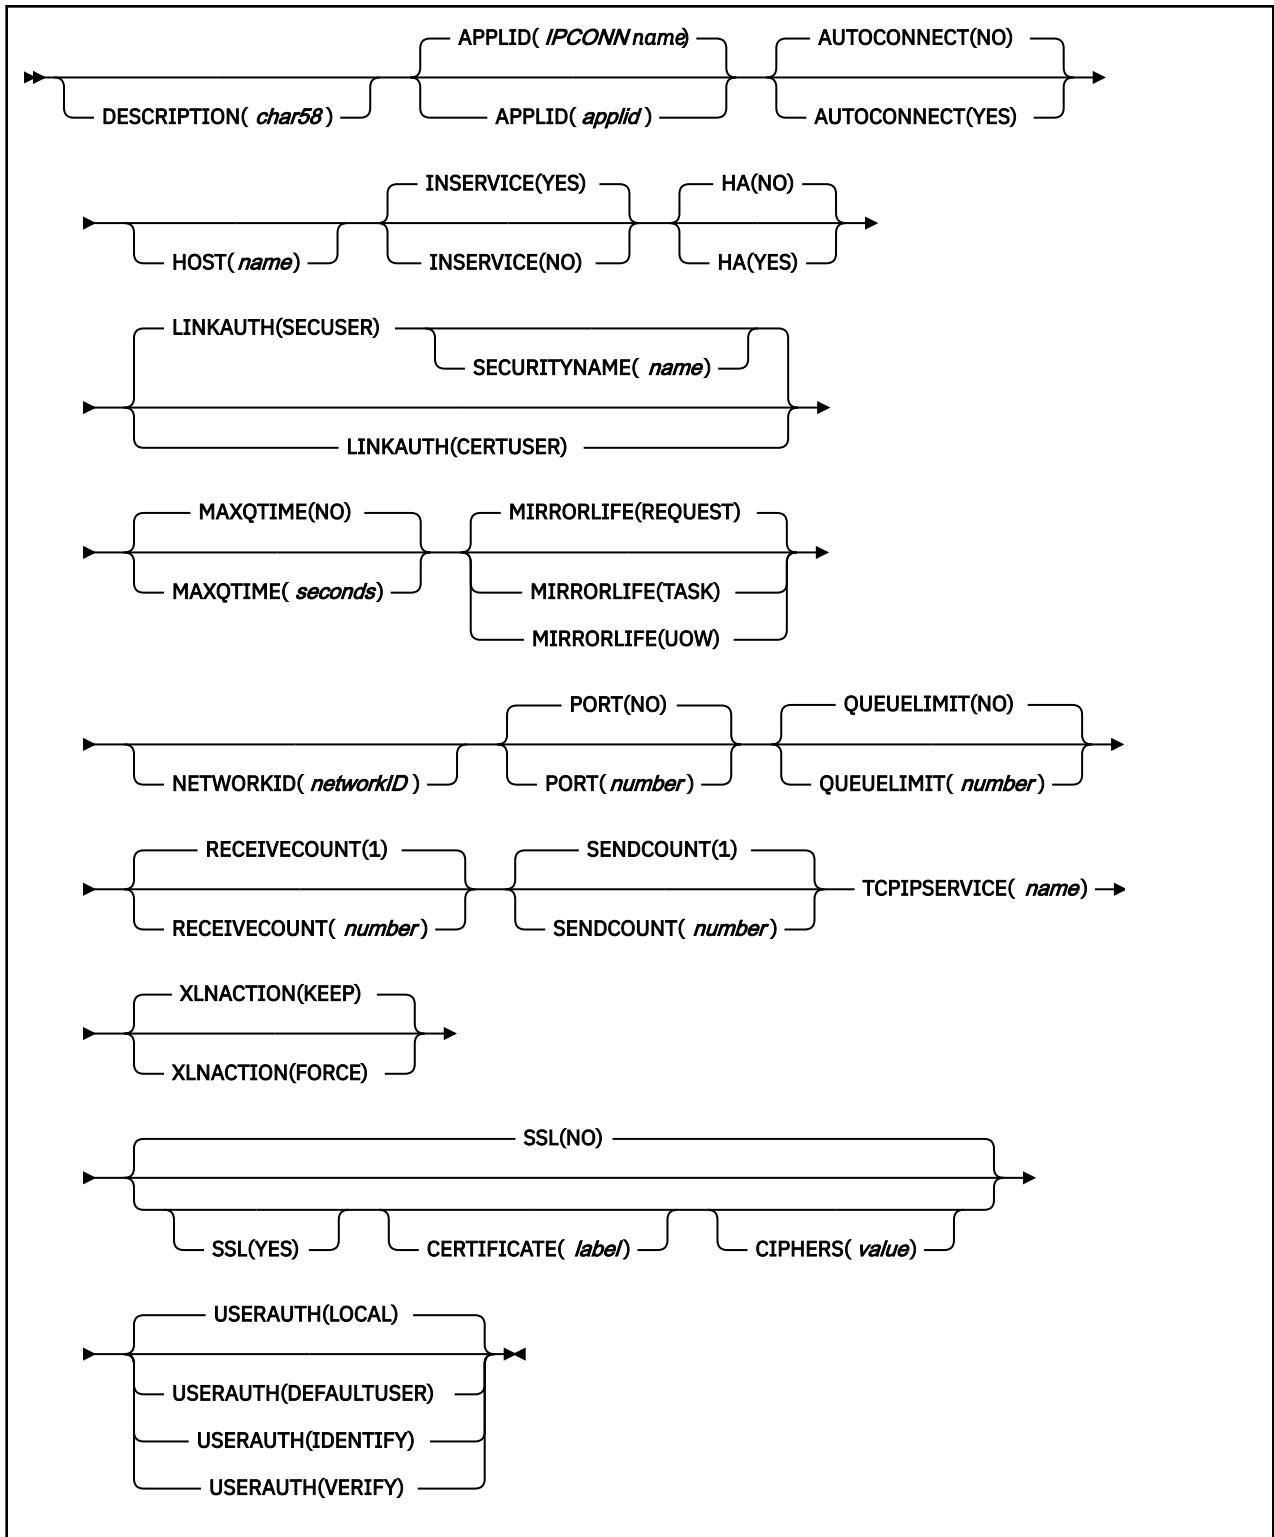 APPLID( IPCONN name) AUTOCONNECT(NO)
DESCRIPTION( char58 ) APPLID( applid ) AUTOCONNECT(YES)
INSERVICE(YES) HA(NO)
HOST( name) INSERVICE(NO) HA(YES)
LINKAUTH(SECUSER)
SECURITYNAME( name)
LINKAUTH(CERTUSER)
MAXQTIME(NO) MIRRORLIFE(REQUEST)
MAXQTIME( seconds) MIRRORLIFE(TASK)
MIRRORLIFE(UOW)
PORT(NO) QUEUELIMIT(NO)
NETWORKID( networkID ) PORT( number) QUEUELIMIT( number)
RECEIVECOUNT(1) SENDCOUNT(1)
TCPIPSERVICE( name)
RECEIVECOUNT( number) SENDCOUNT( number)
XLNACTION(KEEP)
XLNACTION(FORCE)
SSL(NO)
SSL(YES) CERTIFICATE( label) CIPHERS( value)
USERAUTH(LOCAL)
USERAUTH(DEFAULTUSER)
USERAUTH(IDENTIFY)
USERAUTH(VERIFY)